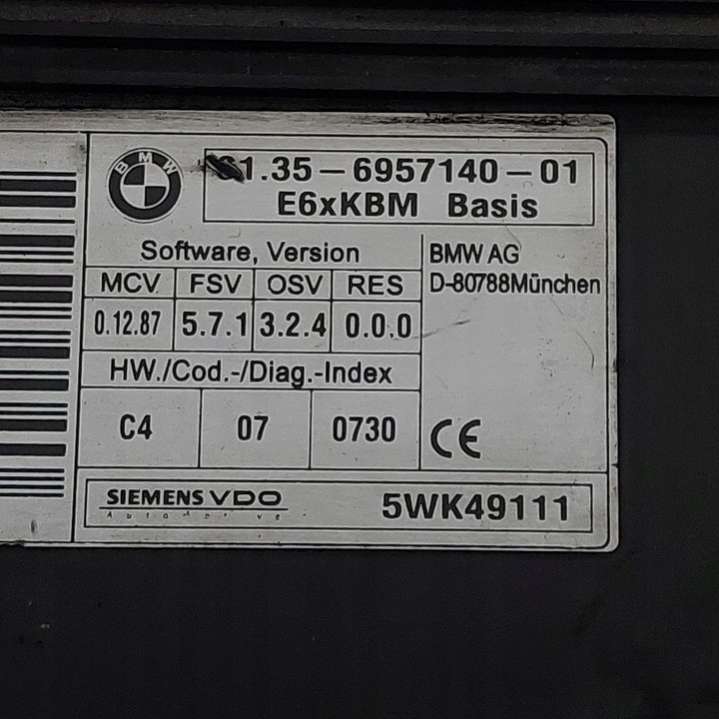 BMW
61.35-6957140-01
E6xKBM Basis
Software, Version
MCV FSV OSV RES
0.12.87 5.7.1 3.2.4 0.0.0
BMW AG
D-80788München
HW./Cod.-/Diag.-Index
C4 07 0730
CE
SIEMENS VDO
Automotive
5WK49111